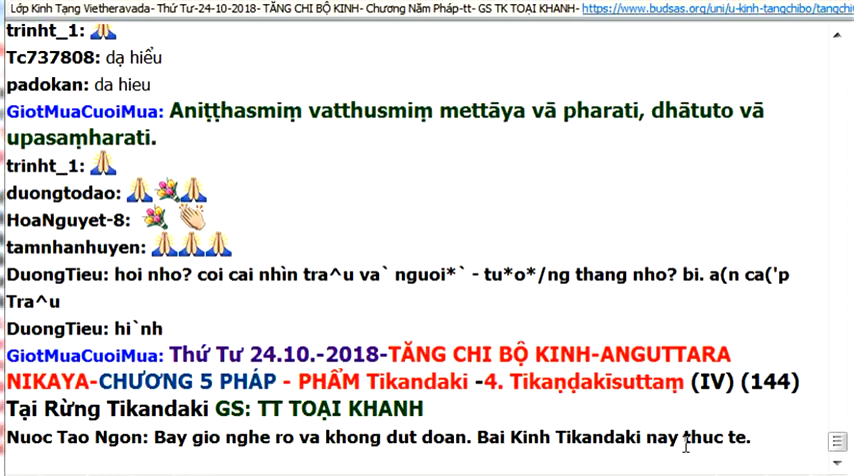 Lớp Kinh Tạng Vietheravada- Thứ Tư-24-10-2018- TĂNG CHI BỘ KINH- Chương Năm Pháp-tt- GS TK TOẠI KHANH- https://www.budsas.org/uni/u-kinh-tangchibo/tangchi
trinht_1:
Tc737808: dạ hiểu
padokan: da hieu
GiotMuaCuoiMua: Aniṭṭhasmiṃ vatthusmiṃ mettāya vā pharati, dhātuto vā
upasaṃharati.
trinht_1:
duongtodao:
HoaNguyet-8:
tamnhanhuyen:
DuongTieu: hoi nho? coi cai nhìn tra^u va` nguoi*` - tu*o*/ng thang nho? bi. a(n ca('p
Tra^u
DuongTieu: hi`nh
GiotMuaCuoiMua: Thứ Tư 24.10.-2018-TĂNG CHI BỘ KINH-ANGUTTARA
NIKAYA-CHƯƠNG 5 PHÁP - PHẨM Tikandaki -4. Tikaṇḍakīsuttaṃ (IV) (144)
Tại Rừng Tikandaki GS: TT TOẠI KHANH
Nuoc Tao Ngon: Bay gio nghe ro va khong dut doan. Bai Kinh Tikandaki nay thuc te.